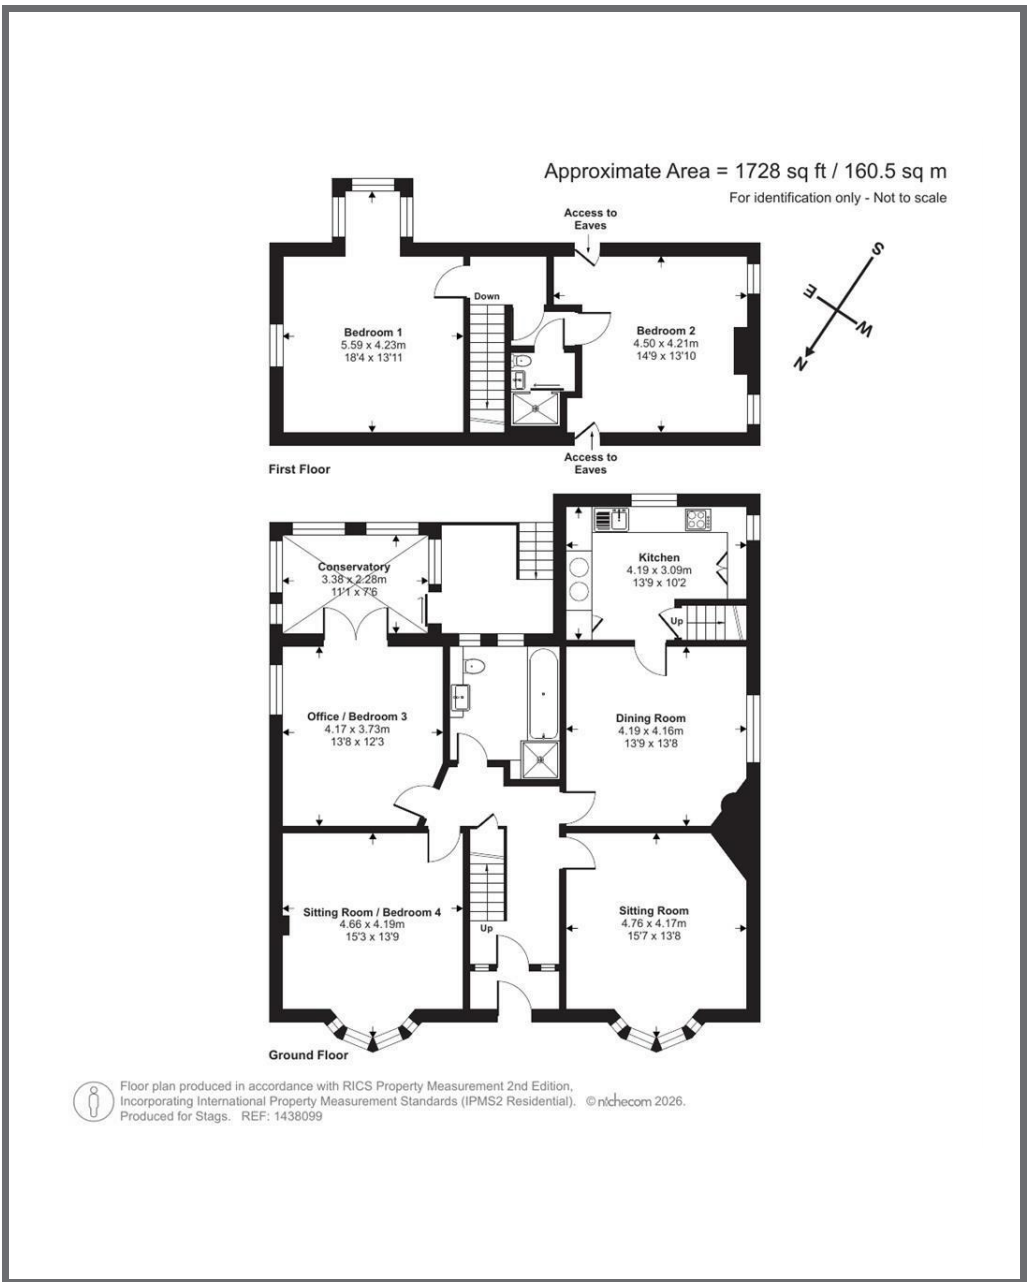 Approximate Area = 1728 sq ft / 160.5 sq m
For identification only - Not to scale
S
E
W
N
Access to
Eaves
Down
Bedroom 1
5.59 x 4.23m
18'4 x 13'11
Bedroom 2
4.50 x 4.21m
14'9 x 13'10
Access to
Eaves
First Floor
Conservatory
3.38 x 2.28m
11'1 x 7'6
Kitchen
4.19 x 3.09m
13'9 x 10'2
Up
Office / Bedroom 3
4.17 x 3.73m
13'8 x 12'3
Dining Room
4.19 x 4.16m
13'9 x 13'8
Sitting Room / Bedroom 4
4.66 x 4.19m
15'3 x 13'9
Up
Sitting Room
4.76 x 4.17m
15'7 x 13'8
Ground Floor
Floor plan produced in accordance with RICS Property Measurement 2nd Edition,
Incorporating International Property Measurement Standards (IPMS2 Residential). © nichecom 2026.
Produced for Stags. REF: 1438099